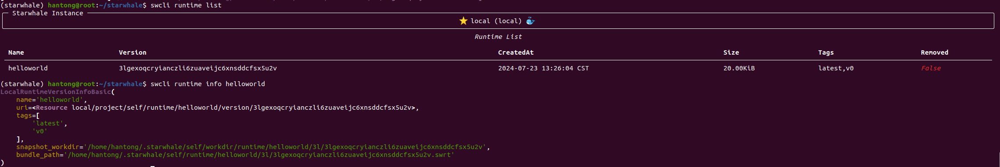 (starwhale) hantong@root:~/starwhale$ swcli runtime list
Starwhale Instance
⭐ local (local) 🐳
Runtime List
Name Version CreatedAt Size Tags Removed
helloworld 3lgexoqcryianczli6zuaveijc6xnsddcfsx5u2v 2024-07-23 13:26:04 CST 20.00KiB latest,v0 False
(starwhale) hantong@root:~/starwhale$ swcli runtime info helloworld
LocalRuntimeVersionInfoBasic(
    name='helloworld',
    uri=<Resource local/project/self/runtime/helloworld/version/3lgexoqcryianczli6zuaveijc6xnsddcfsx5u2v>,
    tags=[
        'latest',
        'v0'
    ],
    snapshot_workdir='/home/hantong/.starwhale/self/workdir/runtime/helloworld/3l/3lgexoqcryianczli6zuaveijc6xnsddcfsx5u2v',
    bundle_path='/home/hantong/.starwhale/self/runtime/helloworld/3l/3lgexoqcryianczli6zuaveijc6xnsddcfsx5u2v.swrt'
)